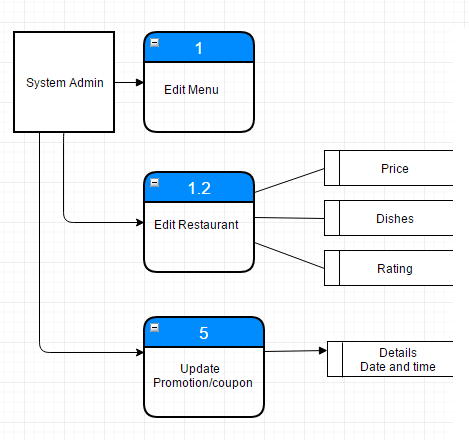 System Admin
1
Edit Menu
1.2
Edit Restaurant
Price
Dishes
Rating
5
Update
Promotion/coupon
Details
Date and time